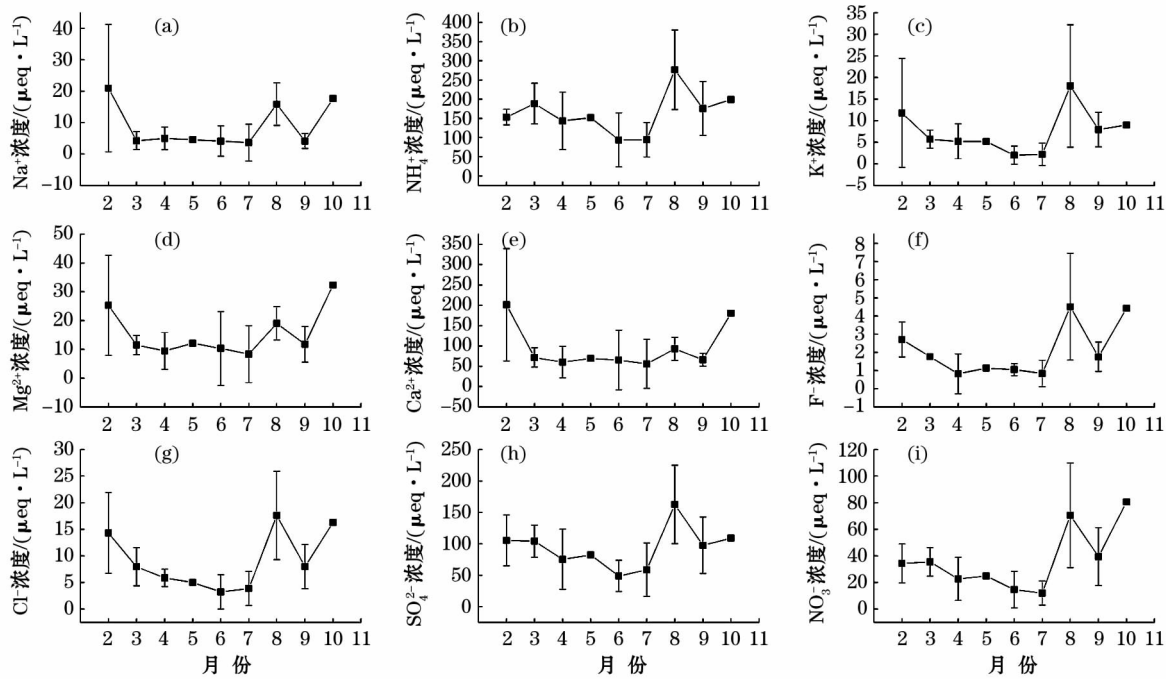 (a)
Na⁺浓度/(μeq·L⁻¹)
40
30
20
10
0
−10
2 3 4 5 6 7 8 9 10 11
(b)
NH₄⁺浓度/(μeq·L⁻¹)
400
350
300
250
200
150
100
50
0
2 3 4 5 6 7 8 9 10 11
(c)
K⁺浓度/(μeq·L⁻¹)
35
30
25
20
15
10
5
0
−5
2 3 4 5 6 7 8 9 10 11
(d)
Mg²⁺浓度/(μeq·L⁻¹)
50
40
30
20
10
0
−10
2 3 4 5 6 7 8 9 10 11
(e)
Ca²⁺浓度/(μeq·L⁻¹)
350
300
250
200
150
100
50
0
−50
2 3 4 5 6 7 8 9 10 11
(f)
F⁻浓度/(μeq·L⁻¹)
8
7
6
5
4
3
2
1
0
−1
2 3 4 5 6 7 8 9 10 11
(g)
Cl⁻浓度/(μeq·L⁻¹)
30
25
20
15
10
5
0
2 3 4 5 6 7 8 9 10 11
月 份
(h)
SO₄²⁻浓度/(μeq·L⁻¹)
250
200
150
100
50
0
2 3 4 5 6 7 8 9 10 11
月 份
(i)
NO₃⁻浓度/(μeq·L⁻¹)
120
100
80
60
40
20
0
2 3 4 5 6 7 8 9 10 11
月 份